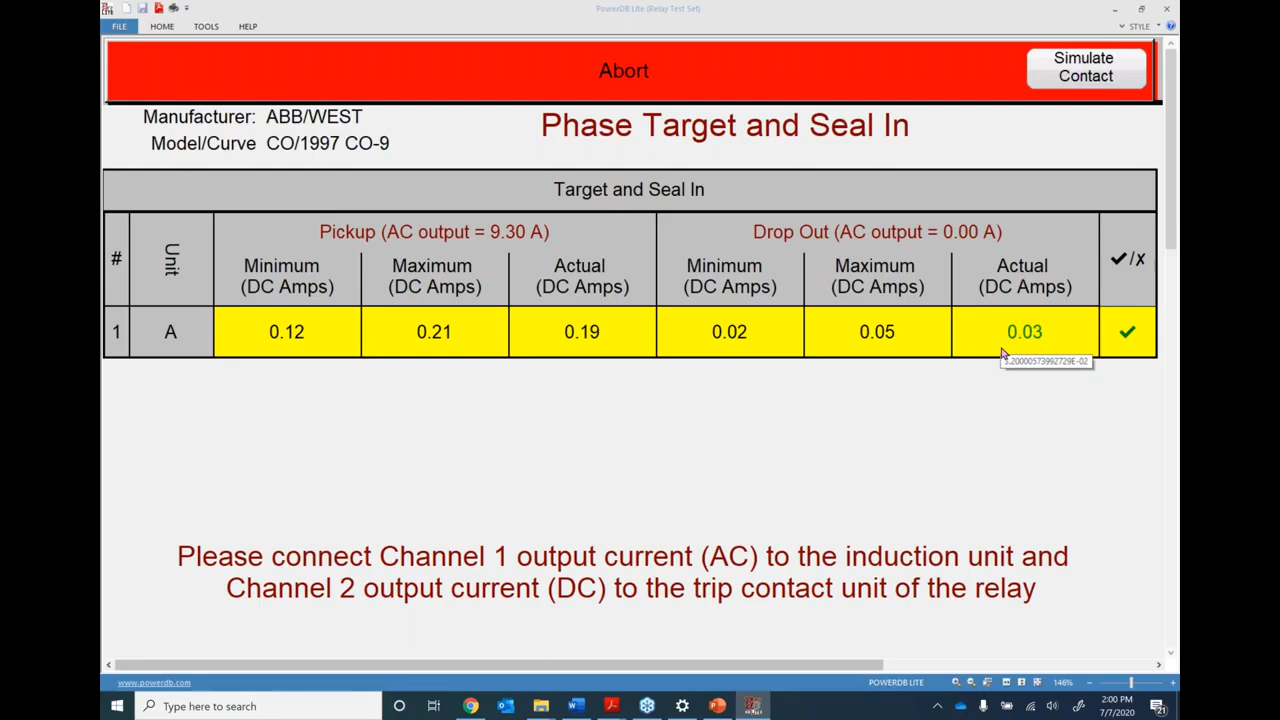 PowerDB Lite (Relay Test Set)
FILE HOME TOOLS HELP STYLE
Abort
Simulate
Contact
Manufacturer: ABB/WEST
Model/Curve CO/1997 CO-9
Phase Target and Seal In
Target and Seal In
# Unit Pickup (AC output = 9.30 A) Drop Out (AC output = 0.00 A) ✔/x
Minimum Maximum Actual Minimum Maximum Actual
(DC Amps) (DC Amps) (DC Amps) (DC Amps) (DC Amps) (DC Amps)
1 A 0.12 0.21 0.19 0.02 0.05 0.03 ✔
3.20000573992729E-02
Please connect Channel 1 output current (AC) to the induction unit and
Channel 2 output current (DC) to the trip contact unit of the relay
www.powerdb.com POWERDB LITE 146%
Type here to search 2:00 PM
7/7/2020 21